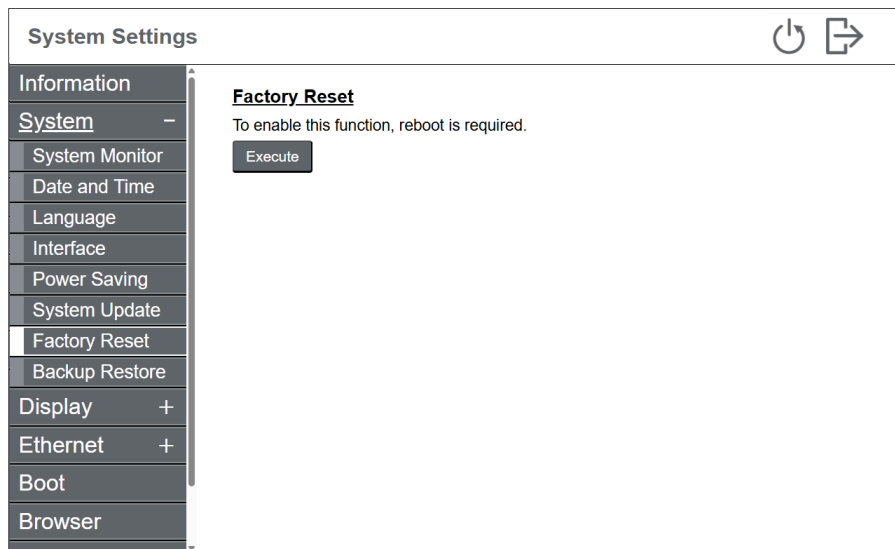 System Settings
Information
System −
System Monitor
Date and Time
Language
Interface
Power Saving
System Update
Factory Reset
Backup Restore
Display +
Ethernet +
Boot
Browser
Factory Reset
To enable this function, reboot is required.
Execute